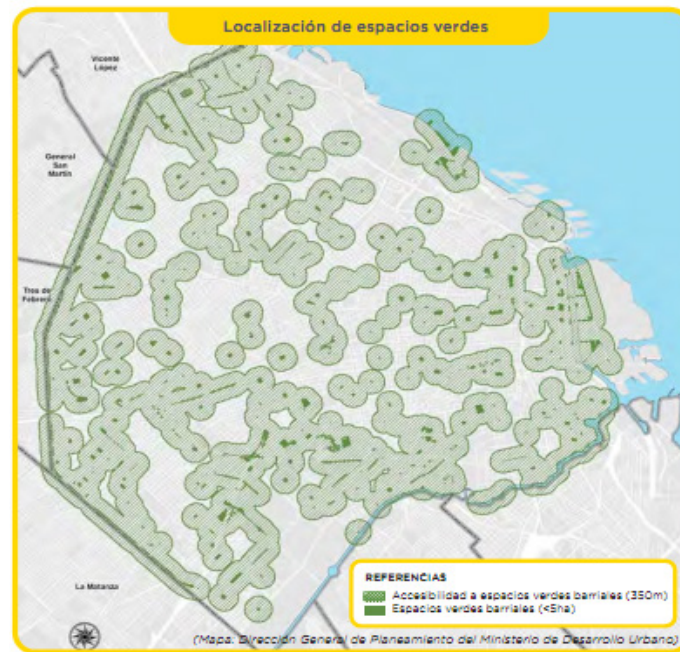 Localización de espacios verdes
Vicente
López
General
San
Martín
Tres de
Febrero
La Matanza
REFERENCIAS
Accesibilidad a espacios verdes barriales (350m)
Espacios verdes barriales (<5ha)
(Mapa: Dirección General de Planeamiento del Ministerio de Desarrollo Urbano)